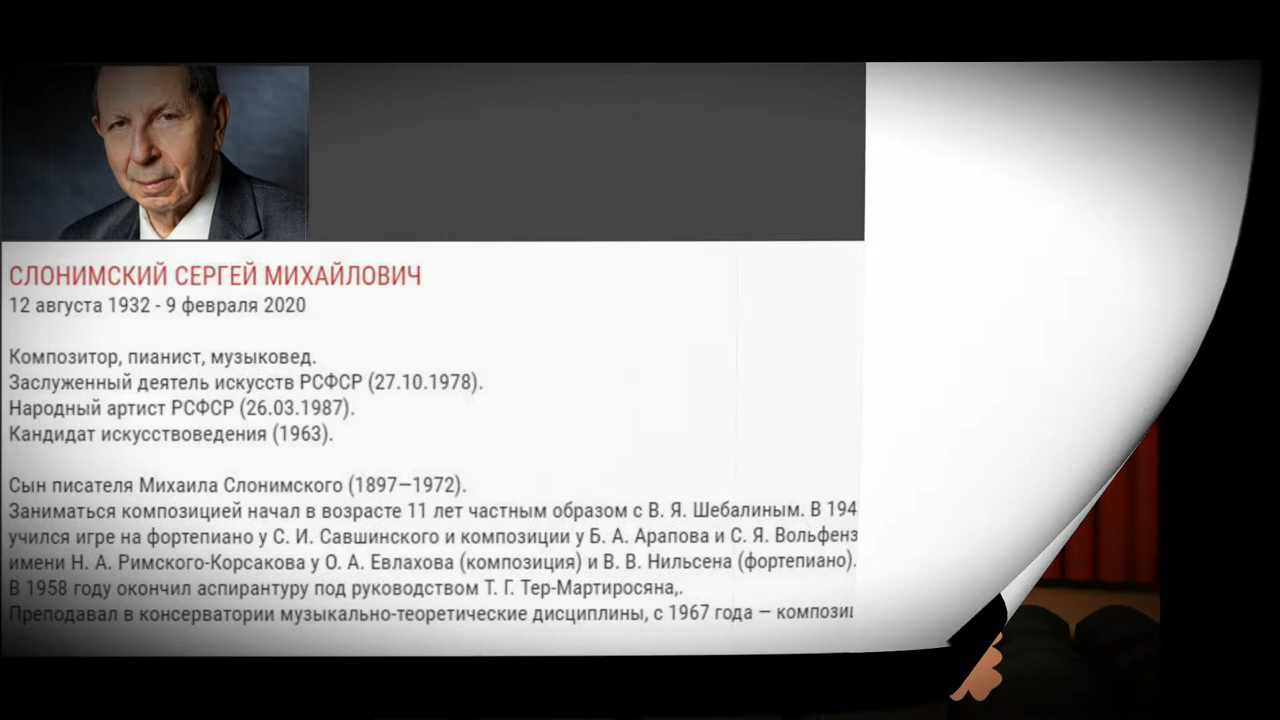 СЛОНИМСКИЙ СЕРГЕЙ МИХАЙЛОВИЧ
12 августа 1932 - 9 февраля 2020
Композитор, пианист, музыковед.
Заслуженный деятель искусств РСФСР (27.10.1978).
Народный артист РСФСР (26.03.1987).
Кандидат искусствоведения (1963).
Сын писателя Михаила Слонимского (1897—1972).
Заниматься композицией начал в возрасте 11 лет частным образом с В. Я. Шебалиным. В 194
учился игре на фортепиано у С. И. Савшинского и композиции у Б. А. Арапова и С. Я. Вольфенз
имени Н. А. Римского-Корсакова у О. А. Евлахова (композиция) и В. В. Нильсена (фортепиано).
В 1958 году окончил аспирантуру под руководством Т. Г. Тер-Мартиросяна,.
Преподавал в консерватории музыкально-теоретические дисциплины, с 1967 года — компози